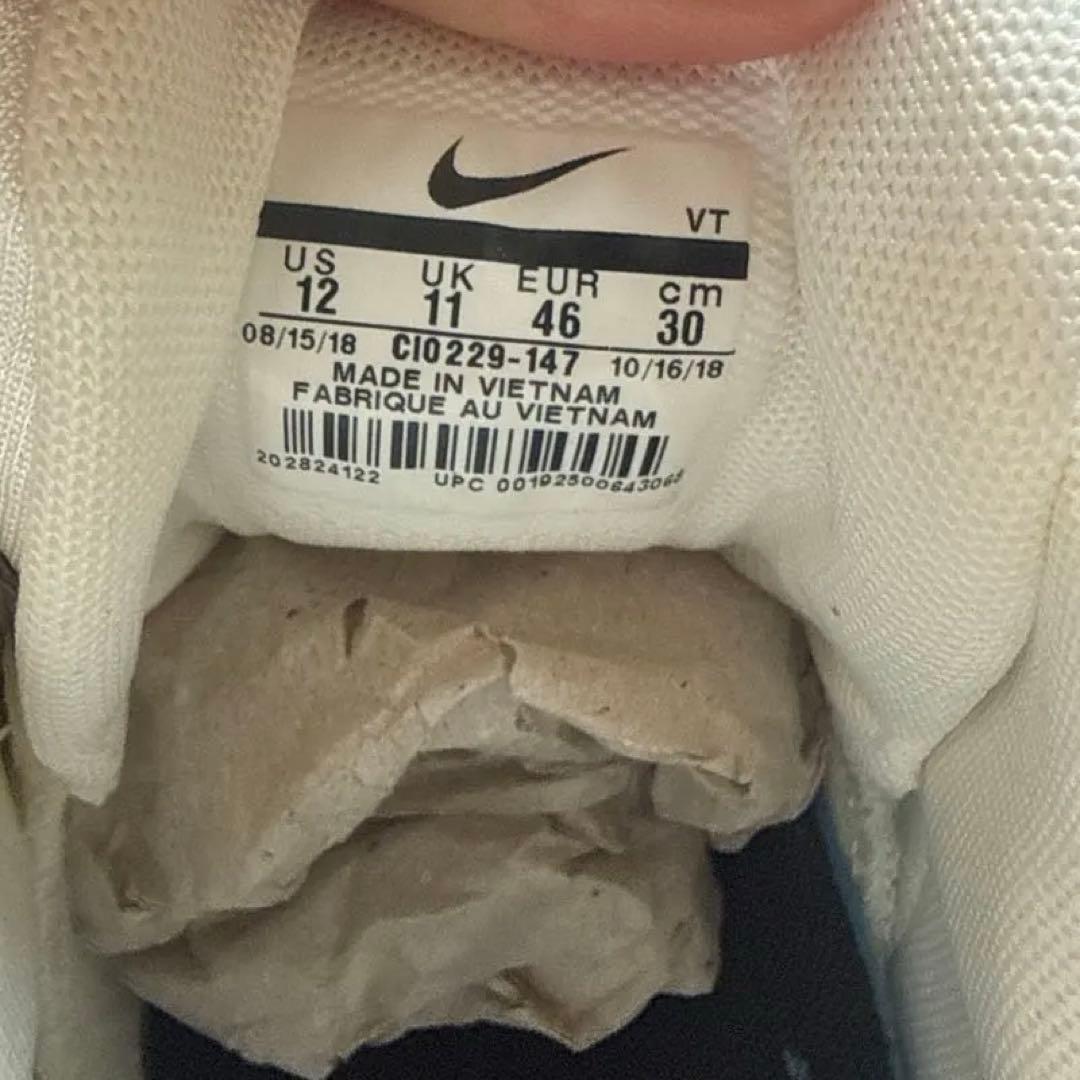 VT
US UK EUR cm
12 11 46 30
08/15/18 CI0229-147 10/16/18
MADE IN VIETNAM
FABRIQUE AU VIETNAM
202824122 UPC